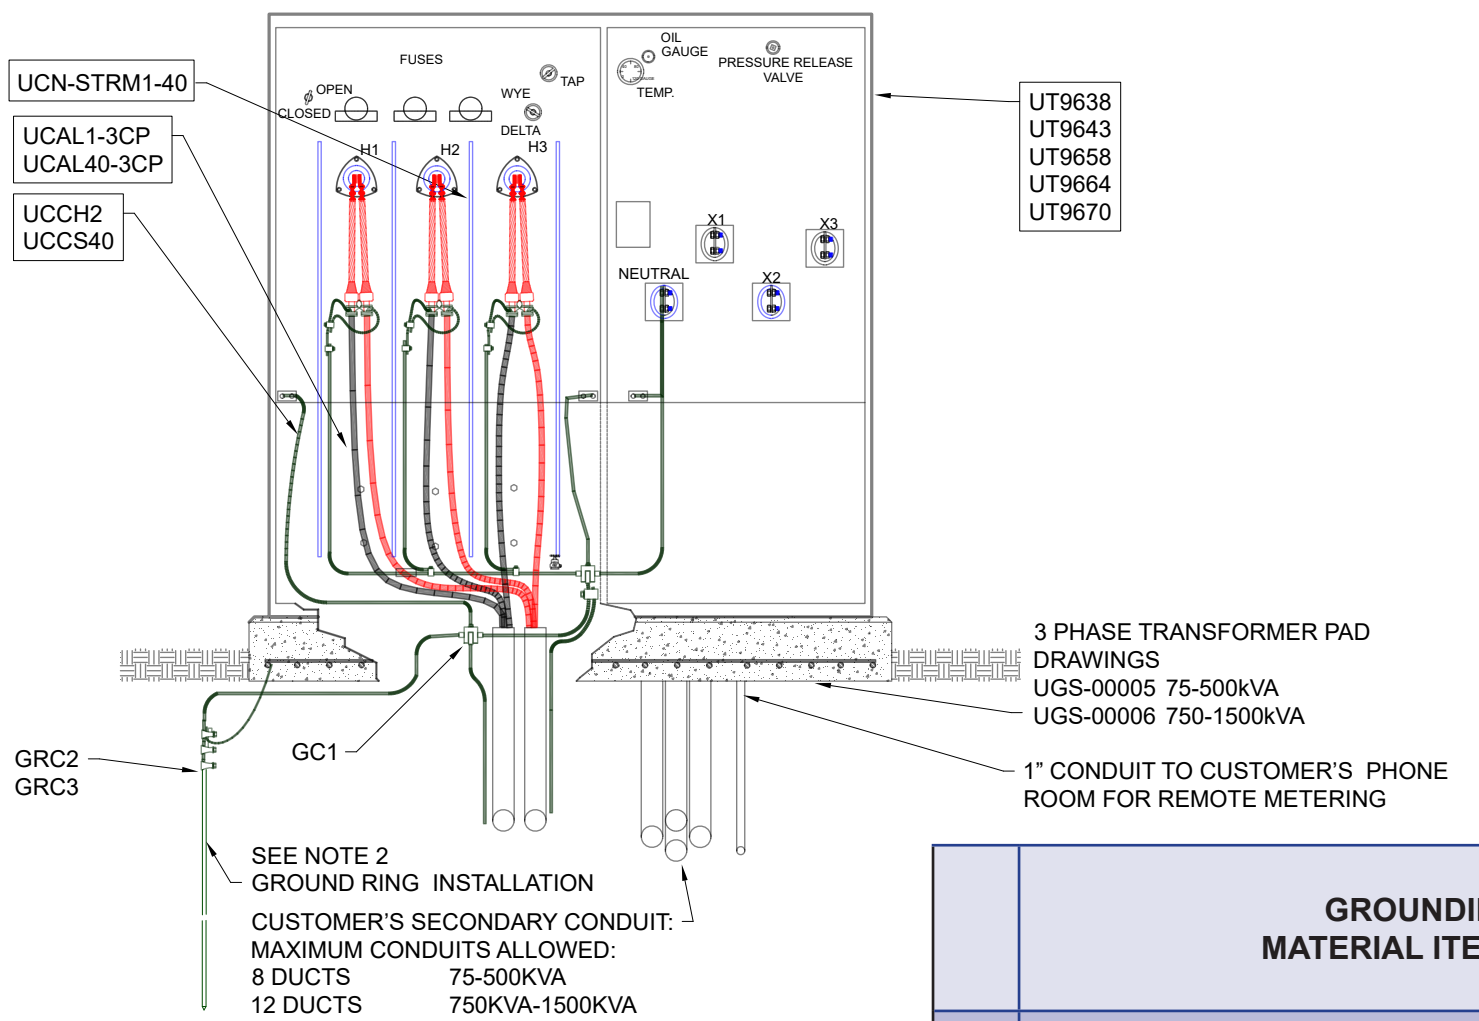 FUSES
OIL
GAUGE
PRESSURE RELEASE
VALVE
TEMP.
TAP
WYE
OPEN
CLOSED
DELTA
UCN-STRM1-40
UCAL1-3CP
UCAL40-3CP
UCCH2
UCCS40
H1
H2
H3
UT9638
UT9643
UT9658
UT9664
UT9670
X1
X3
NEUTRAL
X2
3 PHASE TRANSFORMER PAD
DRAWINGS
UGS-00005 75-500kVA
UGS-00006 750-1500kVA
GRC2
GRC3
GC1
1” CONDUIT TO CUSTOMER'S PHONE
ROOM FOR REMOTE METERING
SEE NOTE 2
GROUND RING INSTALLATION
CUSTOMER'S SECONDARY CONDUIT:
MAXIMUM CONDUITS ALLOWED:
8 DUCTS 75-500KVA
12 DUCTS 750KVA-1500KVA
GROUNDI
MATERIAL ITE